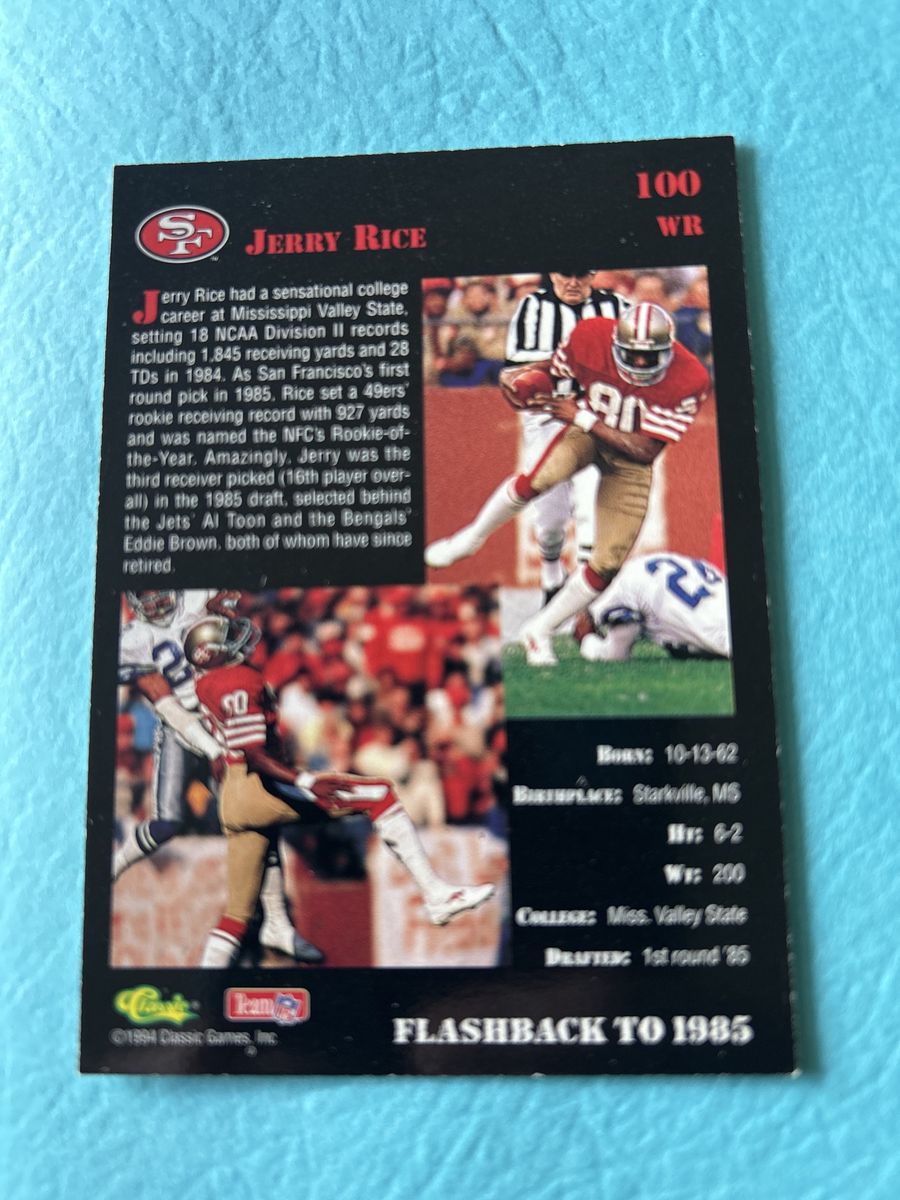 100
WR
SF
JERRY RICE
Jerry Rice had a sensational college
career at Mississippi Valley State,
setting 18 NCAA Division II records
including 1,845 receiving yards and 28
TDs in 1984. As San Francisco's first
round pick in 1985, Rice set a 49ers'
rookie receiving record with 927 yards
and was named the NFC's Rookie-of-
the-Year. Amazingly, Jerry was the
third receiver picked (16th player over-
all) in the 1985 draft, selected behind
the Jets' Al Toon and the Bengals'
Eddie Brown, both of whom have since
retired.
80
80
BORN: 10-13-62
BIRTHPLACE: Starkville, MS
HT: 6-2
WT: 200
COLLEGE: Miss. Valley State
DRAFTED: 1st round '85
Classic
Team NFL
©1994 Classic Games, Inc.
FLASHBACK TO 1985